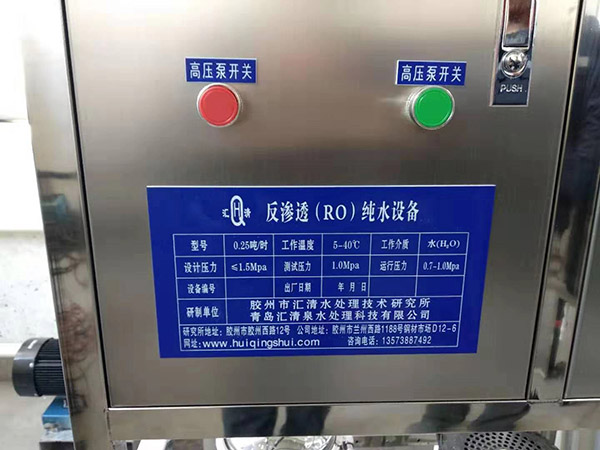 高压泵开关
高压泵开关
PUSH
汇 清 反渗透(RO)纯水设备
型号 0.25吨/时 工作温度 5-40℃ 工作介质 水(H₂O)
设计压力 ≤1.5Mpa 测试压力 1.0Mpa 运行压力 0.7-1.0Mpa
设备编号 出厂日期 年 月 日
研制单位 胶州市汇清水处理技术研究所
青岛汇清泉水处理科技有限公司
研究所地址:胶州市胶州西路12号 公司地址:胶州市兰州西路1188号钢材市场D12-6
网址:www.huiqingshui.com 咨询电话:13573887492